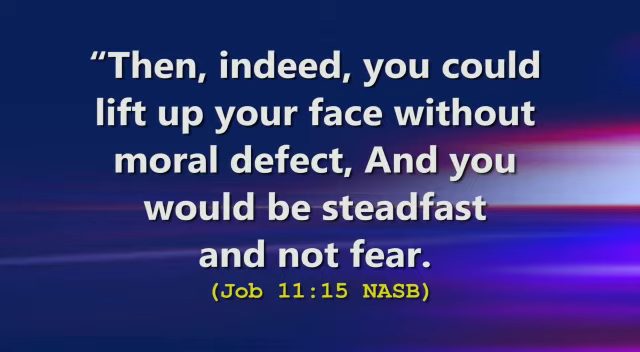 “Then, indeed, you could
lift up your face without
moral defect, And you
would be steadfast
and not fear.
(Job 11:15 NASB)